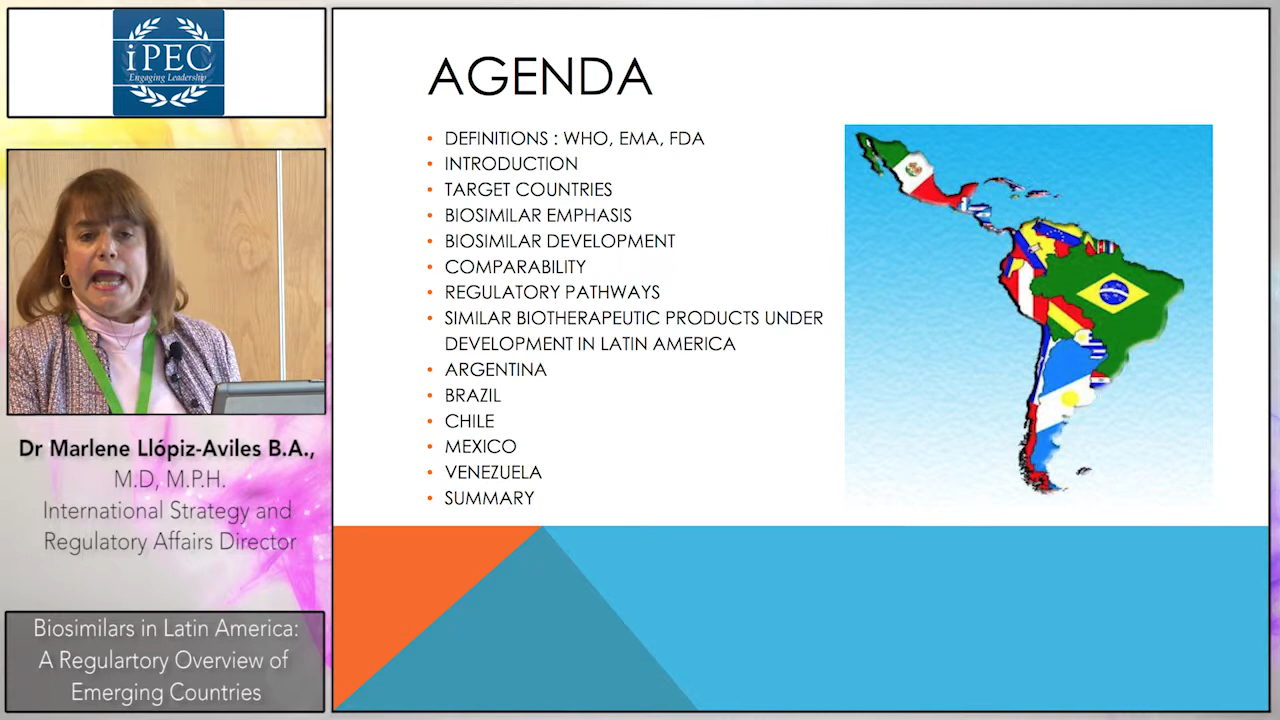 iPEC
Engaging Leadership
Dr Marlene Llópiz-Aviles B.A.,
M.D, M.P.H.
International Strategy and
Regulatory Affairs Director
Biosimilars in Latin America:
A Regulartory Overview of
Emerging Countries
AGENDA
• DEFINITIONS : WHO, EMA, FDA
• INTRODUCTION
• TARGET COUNTRIES
• BIOSIMILAR EMPHASIS
• BIOSIMILAR DEVELOPMENT
• COMPARABILITY
• REGULATORY PATHWAYS
• SIMILAR BIOTHERAPEUTIC PRODUCTS UNDER
DEVELOPMENT IN LATIN AMERICA
• ARGENTINA
• BRAZIL
• CHILE
• MEXICO
• VENEZUELA
• SUMMARY